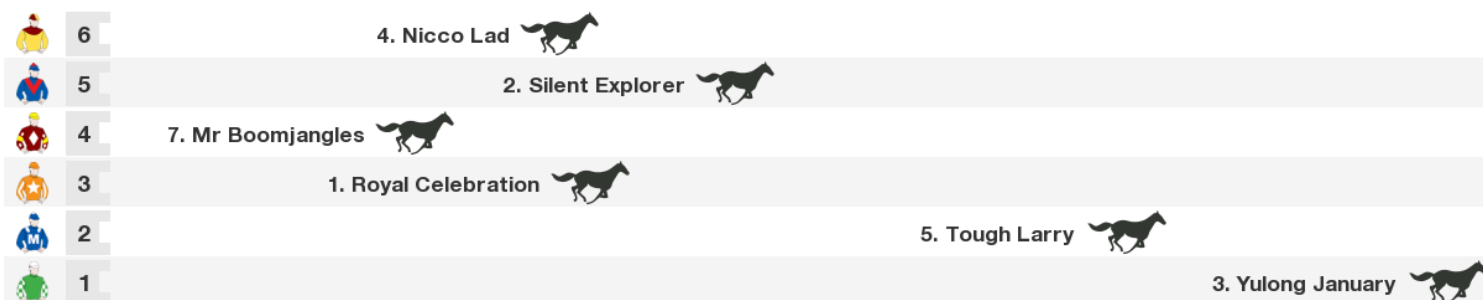 6 4. Nicco Lad
5 2. Silent Explorer
4 7. Mr Boomjangles
3 1. Royal Celebration
M 2 5. Tough Larry
1 3. Yulong January